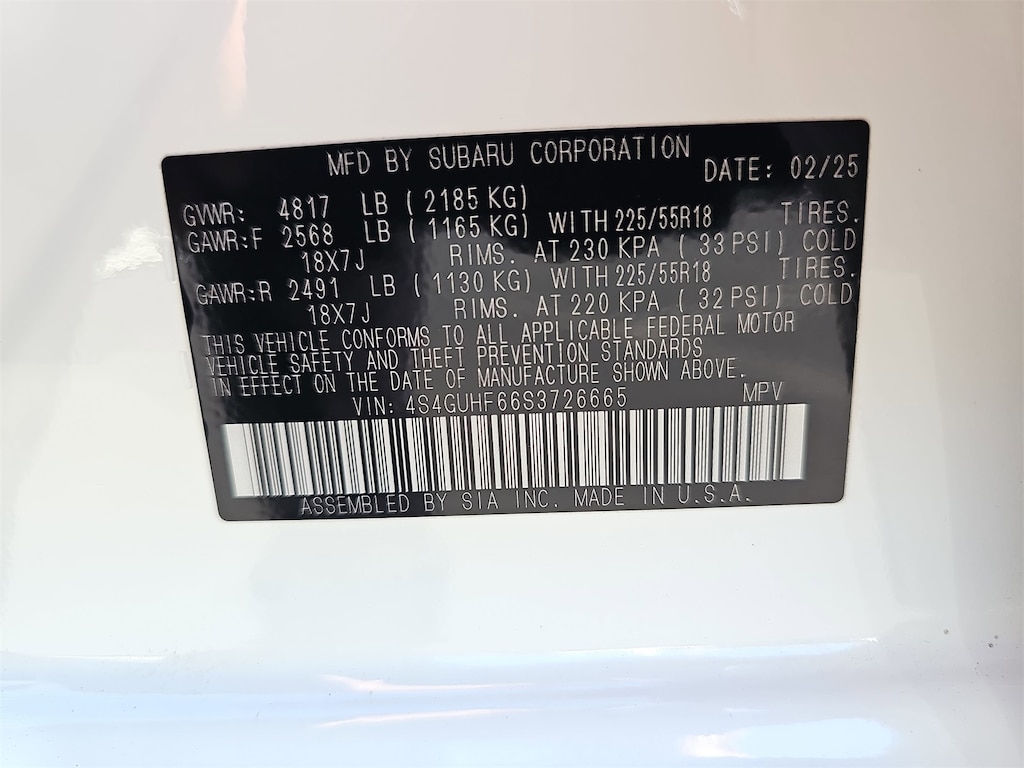 MFD BY SUBARU CORPORATION DATE: 02/25
GVWR: 4817 LB (2185 KG)
GAWR:F 2568 LB (1165 KG) WITH 225/55R18 TIRES.
18X7J RIMS. AT 230 KPA (33 PSI) COLD
GAWR:R 2491 LB (1130 KG) WITH 225/55R18 TIRES.
18X7J RIMS. AT 220 KPA (32 PSI) COLD
THIS VEHICLE CONFORMS TO ALL APPLICABLE FEDERAL MOTOR
VEHICLE SAFETY AND THEFT PREVENTION STANDARDS
IN EFFECT ON THE DATE OF MANUFACTURE SHOWN ABOVE.
VIN: 4S4GUHF66S3726665 MPV
ASSEMBLED BY SIA INC. MADE IN U.S.A.